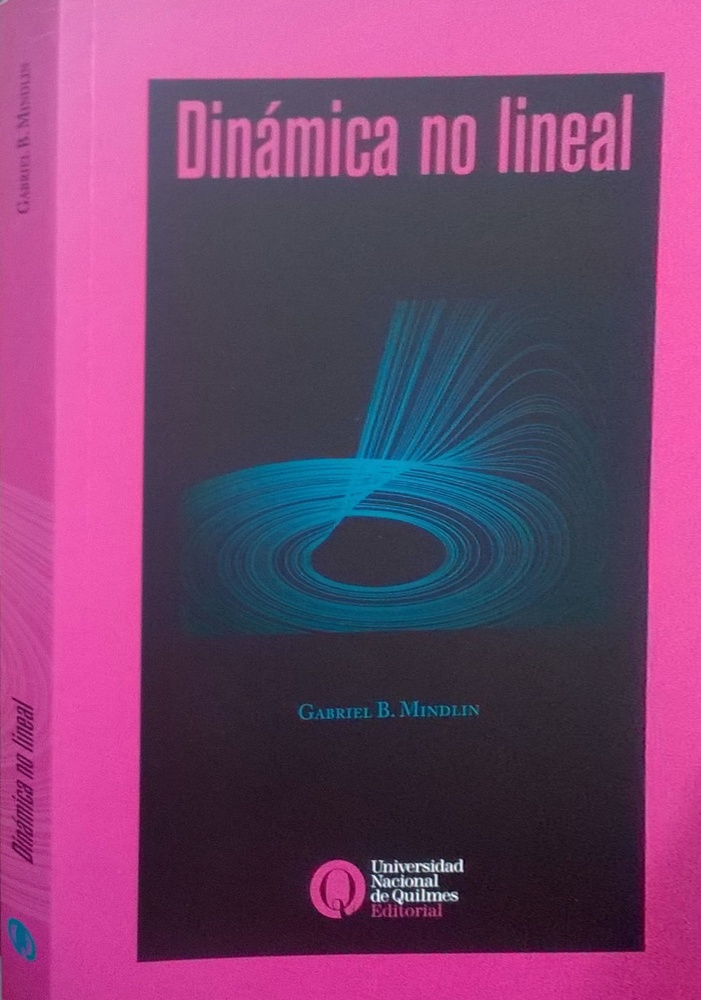 GABRIEL B. MINDLIN
Dinámica no lineal
Dinámica no lineal
GABRIEL B. MINDLIN
Universidad
Nacional
de Quilmes
Editorial